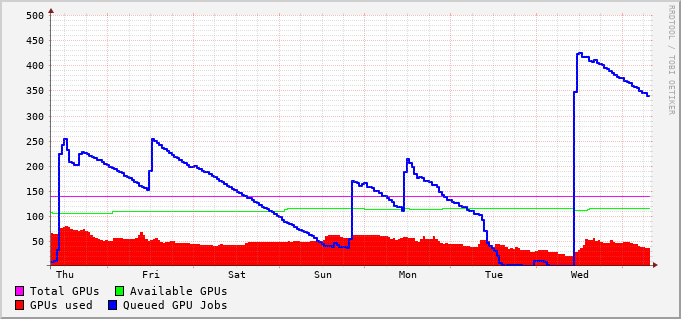 500
450
400
350
300
250
200
150
100
50
Thu Fri Sat Sun Mon Tue Wed
Total GPUs Available GPUs
GPUs used Queued GPU Jobs
RRDTOOL / TOBI OETIKER